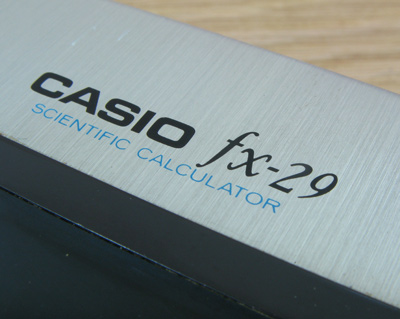 CASIO fx-29
SCIENTIFIC CALCULATOR